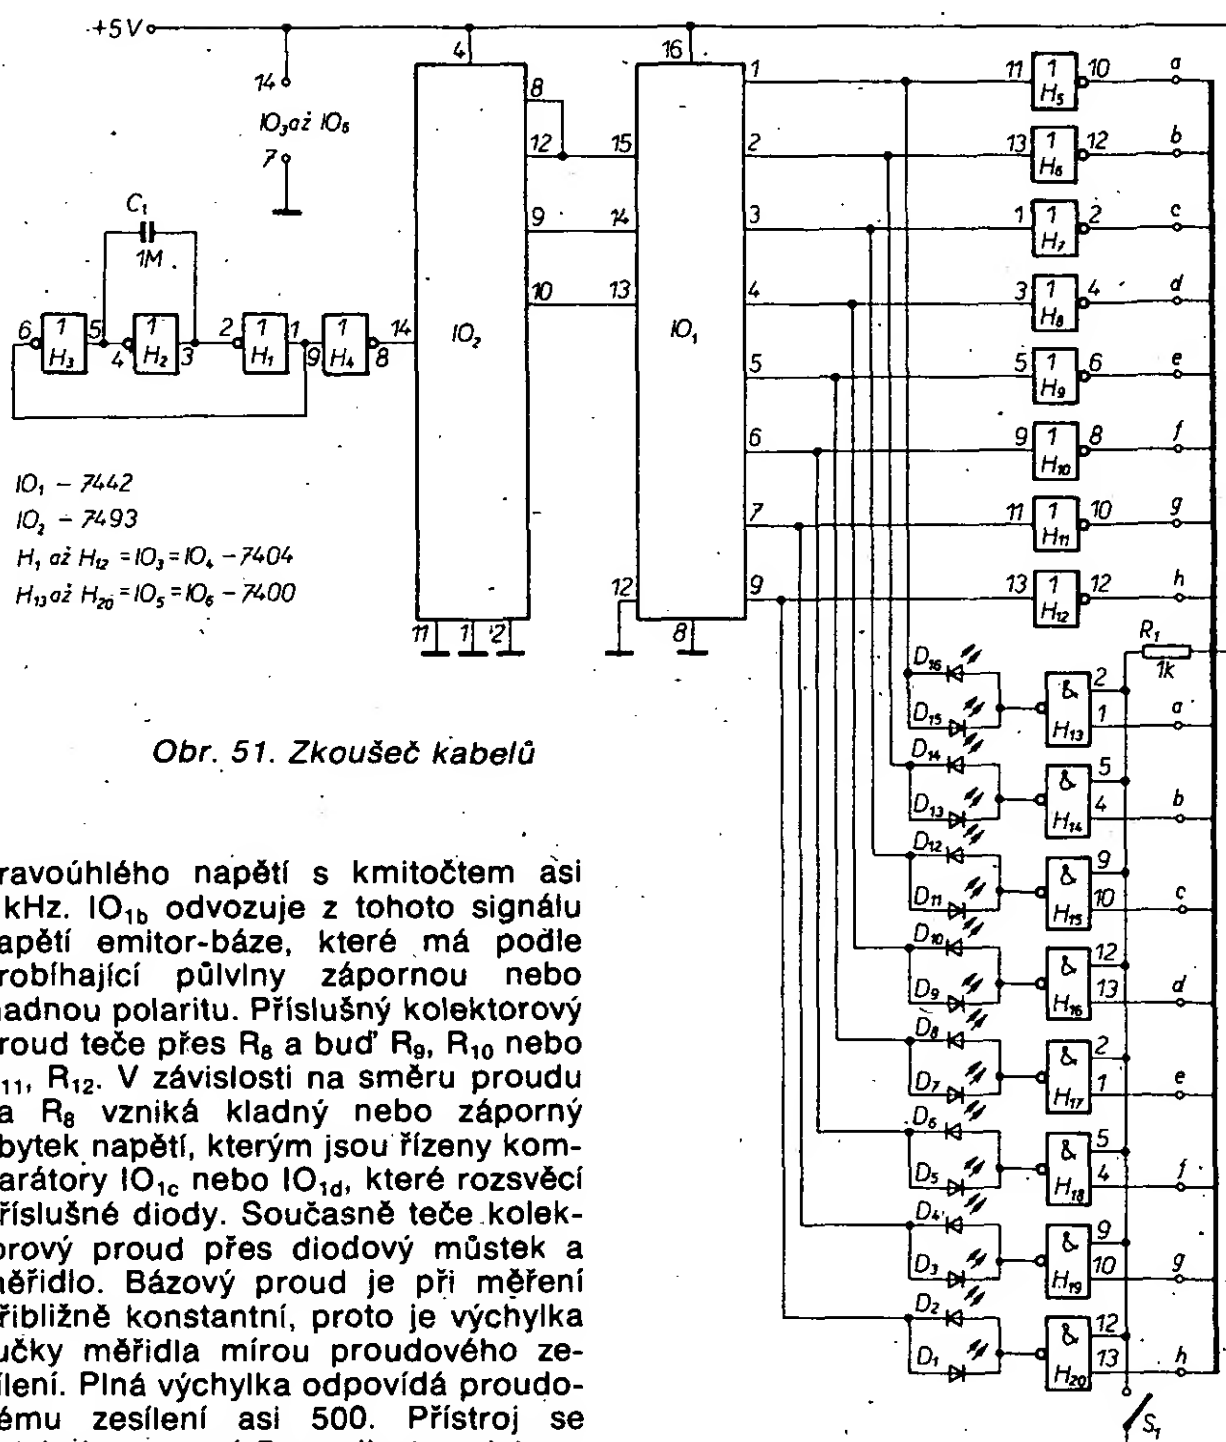 +5V
14
IO₃ až IO₆
7
C₁
1M
6 1 H₃ 5
4 1 H₂ 3
2 1 H₁ 1
9 1 H₄ 8
14
4
IO₂
8
12
9
10
11 1 2
16
15
14
13
IO₁
12
8
1
2
3
4
5
6
7
9
11 1 H₅ 10 a
13 1 H₆ 12 b
1 1 H₇ 2 c
3 1 H₈ 4 d
5 1 H₉ 6 e
9 1 H₁₀ 8 f
11 1 H₁₁ 10 g
13 1 H₁₂ 12 h
IO₁ – 7442
IO₂ – 7493
H₁ až H₁₂ = IO₃ = IO₄ – 7404
H₁₃ až H₂₀ = IO₅ = IO₆ – 7400
R₁
1k
D₁₆ D₁₅ & H₁₃ 2 1 a
D₁₄ D₁₃ & H₁₄ 5 4 b
D₁₂ D₁₁ & H₁₅ 9 10 c
D₁₀ D₉ & H₁₆ 12 13 d
D₈ D₇ & H₁₇ 2 1 e
D₆ D₅ & H₁₈ 5 4 f
D₄ D₃ & H₁₉ 9 10 g
D₂ D₁ & H₂₀ 12 13 h
S₁
Obr. 51. Zkoušeč kabelů
ravoúhlého napětí s kmitočtem asi
kHz. IO₁b odvozuje z tohoto signálu
apětí emitor-báze, které má podle
robíhající půlvlny zápornou nebo
ladnou polaritu. Příslušný kolektorový
roud teče přes R₈ a buď R₉, R₁₀ nebo
₁₁, R₁₂. V závislosti na směru proudu
a R₈ vzniká kladný nebo záporný
bytek napětí, kterým jsou řízeny kom-
arátory IO₁c nebo IO₁d, které rozsvěcí
říslušné diody. Současně teče kolek-
orový proud přes diodový můstek a
ěřidlo. Bázový proud je při měření
řibližně konstantní, proto je výchylka
učky měřidla mírou proudového ze-
ílení. Plná výchylka odpovídá proudo-
ému zesílení asi 500. Přístroj se